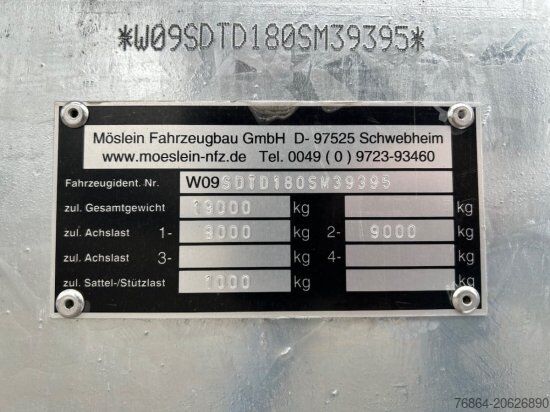 *W09SDTD180SM39395*
Möslein Fahrzeugbau GmbH D- 97525 Schwebheim
www.moeslein-nfz.de Tel. 0049 ( 0 ) 9723-93460
Fahrzeugident. Nr. W09SDTD180SM39395
zul. Gesamtgewicht 19000 kg kg
zul. Achslast 1- 9000 kg 2- 9000 kg
zul. Achslast 3- kg 4- kg
zul. Sattel-/Stützlast 1000 kg kg
76864-20626890